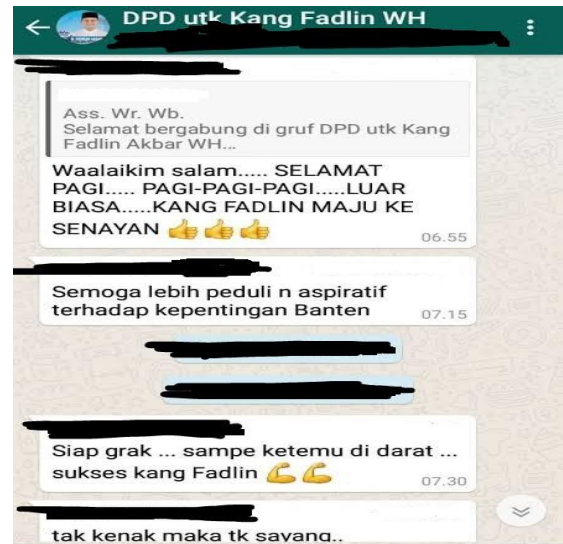 DPD utk Kang Fadlin WH
Ass. Wr. Wb.
Selamat bergabung di gruf DPD utk Kang
Fadlin Akbar WH...
Waalaikim salam..... SELAMAT
PAGI..... PAGI-PAGI-PAGI.....LUAR
BIASA.....KANG FADLIN MAJU KE
SENAYAN 👍👍👍
06.55
Semoga lebih peduli n aspiratif
terhadap kepentingan Banten
07.15
Siap grak ... sampe ketemu di darat ...
sukses kang Fadlin 💪💪
07.30
tak kenak maka tk sayang..